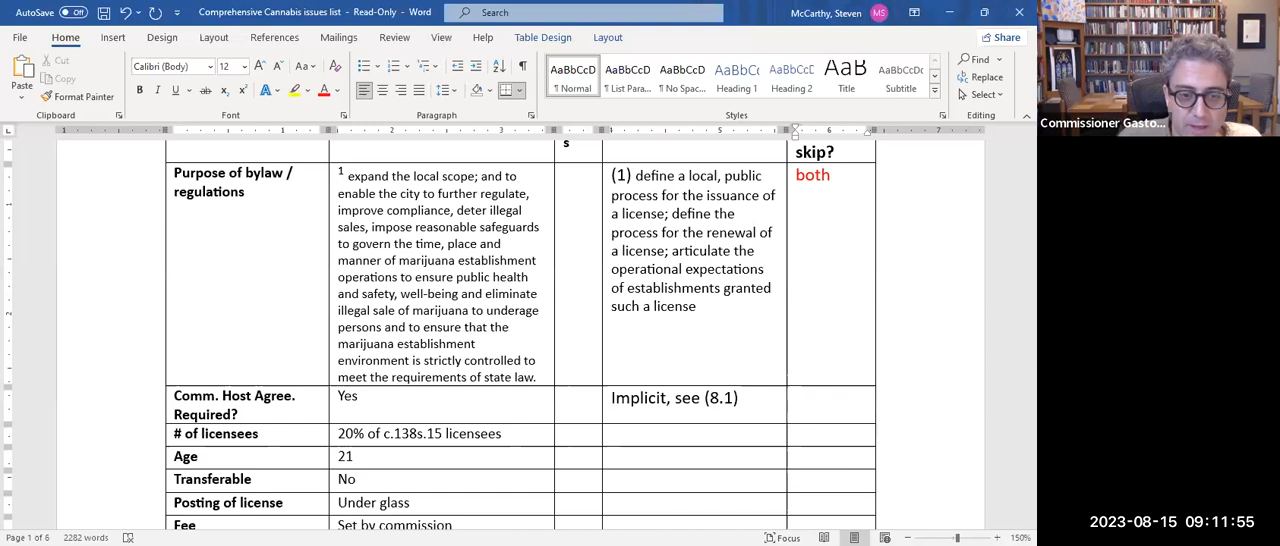 AutoSave Off
Comprehensive Cannabis issues list - Read-Only - Word
Search
McCarthy, Steven MS
File Home Insert Design Layout References Mailings Review View Help Table Design Layout Share
Cut
Copy
Paste Format Painter
Clipboard
Calibri (Body) 12
Font
Paragraph
AaBbCcD AaBbCcD AaBbCcD AaBbCc AaBbCcD AaB AaBbCcDc
¶ Normal ¶ List Para... ¶ No Spac... Heading 1 Heading 2 Title Subtitle
Styles
Find
Replace
Select
Editing
s
skip?
Purpose of bylaw /
regulations
1 expand the local scope; and to
enable the city to further regulate,
improve compliance, deter illegal
sales, impose reasonable safeguards
to govern the time, place and
manner of marijuana establishment
operations to ensure public health
and safety, well-being and eliminate
illegal sale of marijuana to underage
persons and to ensure that the
marijuana establishment
environment is strictly controlled to
meet the requirements of state law.
(1) define a local, public
process for the issuance of
a license; define the
process for the renewal of
a license; articulate the
operational expectations
of establishments granted
such a license
both
Comm. Host Agree.
Required?
Yes
Implicit, see (8.1)
# of licensees
20% of c.138s.15 licensees
Age
21
Transferable
No
Posting of license
Under glass
Fee
Set by commission
Page 1 of 6 2282 words
Focus
150%
Commissioner Gasto...
2023-08-15 09:11:55